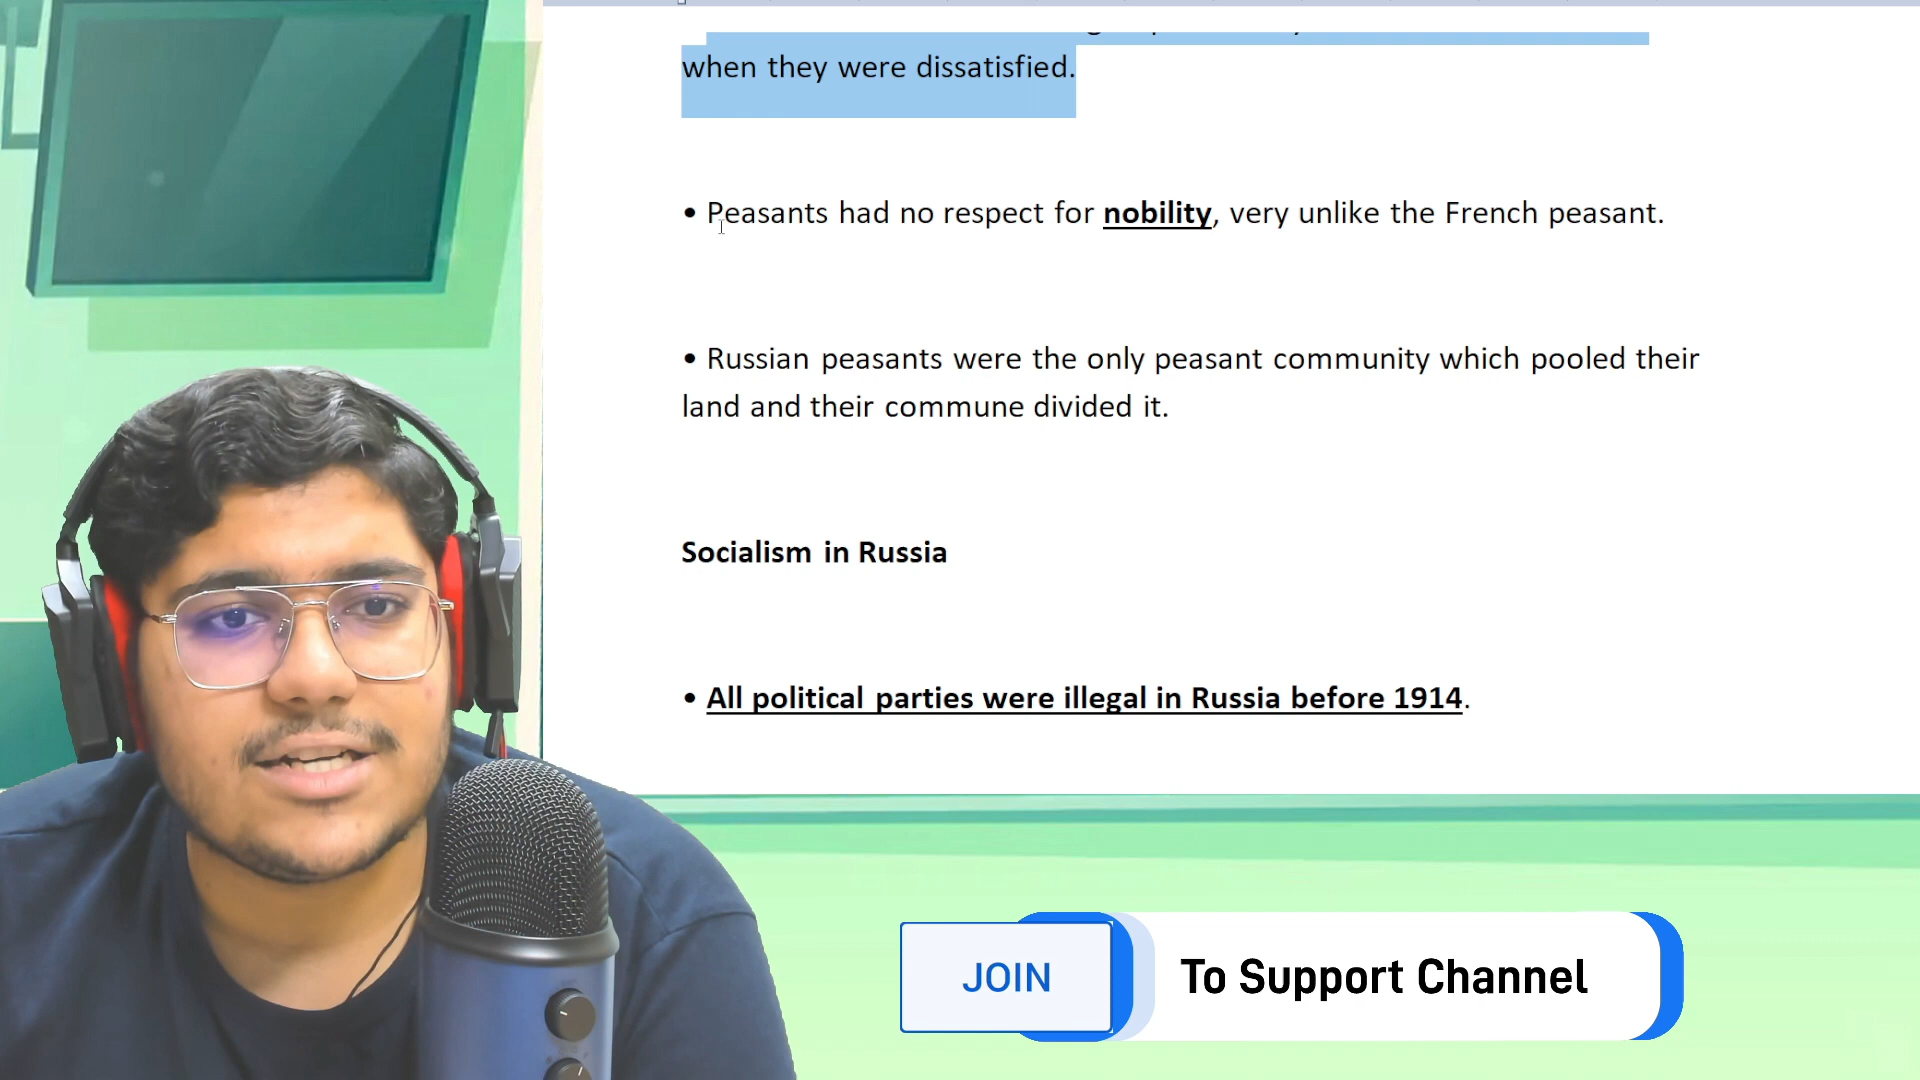 when they were dissatisfied.
• Peasants had no respect for nobility, very unlike the French peasant.
• Russian peasants were the only peasant community which pooled their
land and their commune divided it.
Socialism in Russia
• All political parties were illegal in Russia before 1914.
JOIN
To Support Channel